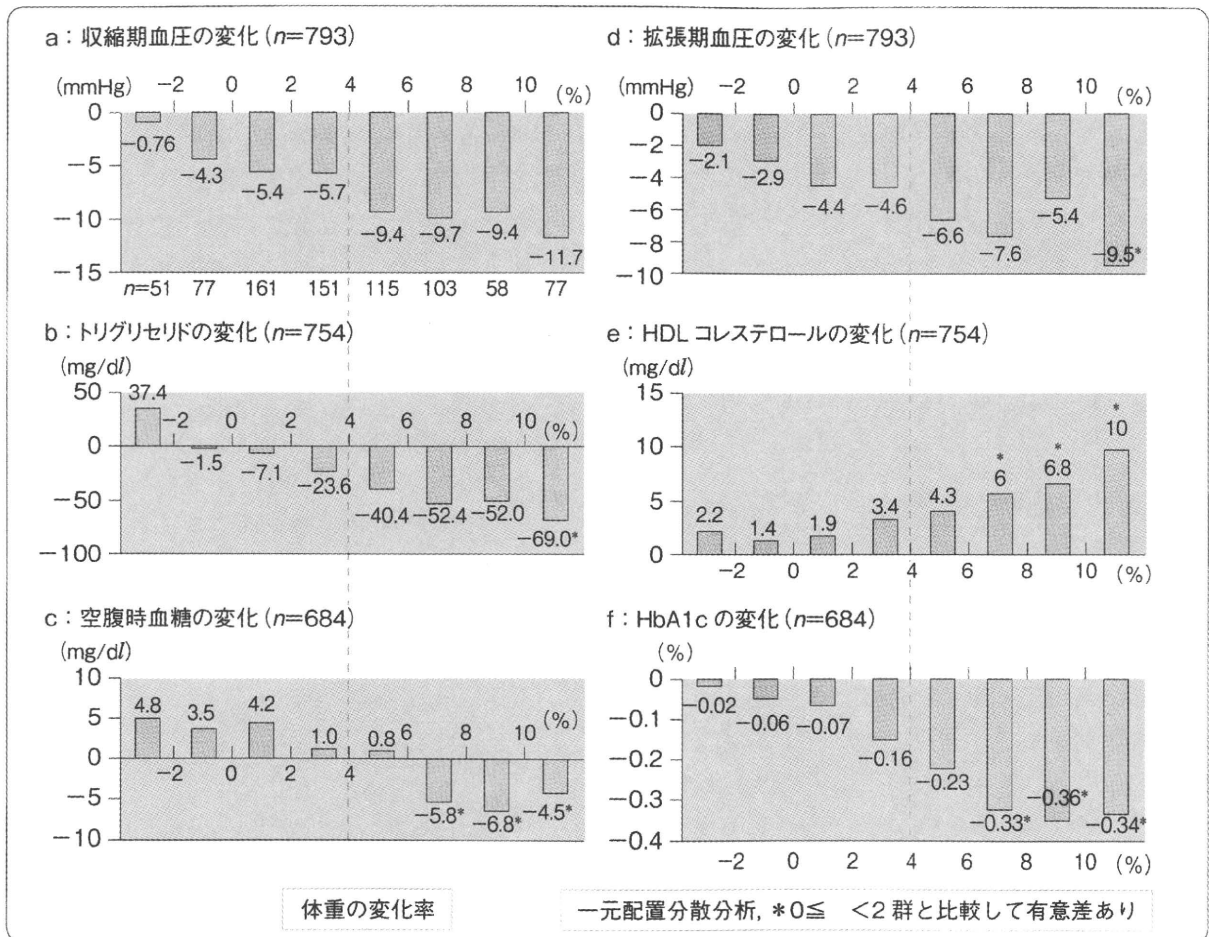 a：収縮期血圧の変化（n=793）
(mmHg) −2 0 2 4 6 8 10 (%)
0
−5
−10
−15
−0.76 −4.3 −5.4 −5.7 −9.4 −9.7 −9.4 −11.7
n=51 77 161 151 115 103 58 77
b：トリグリセリドの変化（n=754）
(mg/dl)
50
0
−50
−100
−2 0 2 4 6 8 10 (%)
37.4 −1.5 −7.1 −23.6 −40.4 −52.4 −52.0 −69.0*
c：空腹時血糖の変化（n=684）
(mg/dl)
10
5
0
−5
−10
4.8 3.5 4.2 1.0 0.8 −5.8* −6.8* −4.5*
−2 0 2 4 6 8 10 (%)
d：拡張期血圧の変化（n=793）
(mmHg) −2 0 2 4 6 8 10 (%)
0
−2
−4
−6
−8
−10
−2.1 −2.9 −4.4 −4.6 −6.6 −7.6 −5.4 −9.5*
e：HDL コレステロールの変化（n=754）
(mg/dl)
15
10
5
0
2.2 1.4 1.9 3.4 4.3 *6 *6.8 *10
−2 0 2 4 6 8 10 (%)
f：HbA1c の変化（n=684）
(%)
0
−0.1
−0.2
−0.3
−0.4
−0.02 −0.06 −0.07 −0.16 −0.23 −0.33* −0.36* −0.34*
−2 0 2 4 6 8 10 (%)
体重の変化率
一元配置分散分析，＊0≦ ＜2 群と比較して有意差あり